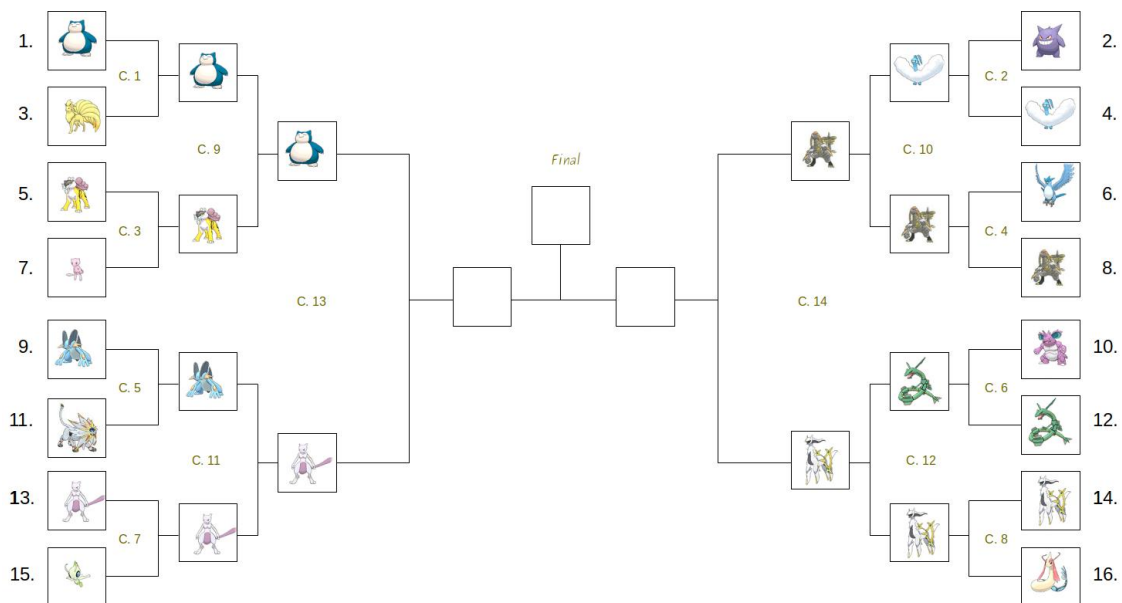 1.
C. 1
3.
C. 9
5.
C. 3
7.
C. 13
9.
C. 5
11.
C. 11
13.
C. 7
15.
Final
2.
C. 2
4.
C. 10
6.
C. 4
8.
C. 14
10.
C. 6
12.
C. 12
14.
C. 8
16.